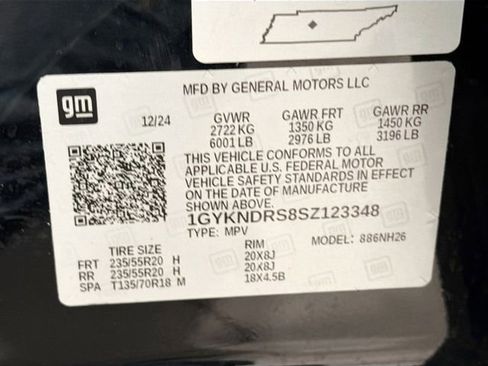 gm
MFD BY GENERAL MOTORS LLC
12/24 GVWR GAWR FRT GAWR RR
2722 KG 1350 KG 1450 KG
6001 LB 2976 LB 3196 LB
THIS VEHICLE CONFORMS TO ALL
APPLICABLE U.S. FEDERAL MOTOR
VEHICLE SAFETY STANDARDS IN EFFECT
ON THE DATE OF MANUFACTURE
SHOWN ABOVE.
1GYKNDRS8SZ123348
TYPE: MPV MODEL: 886NH26
TIRE SIZE RIM
FRT 235/55R20 H 20X8J
RR 235/55R20 H 20X8J
SPA T135/70R18 M 18X4.5B